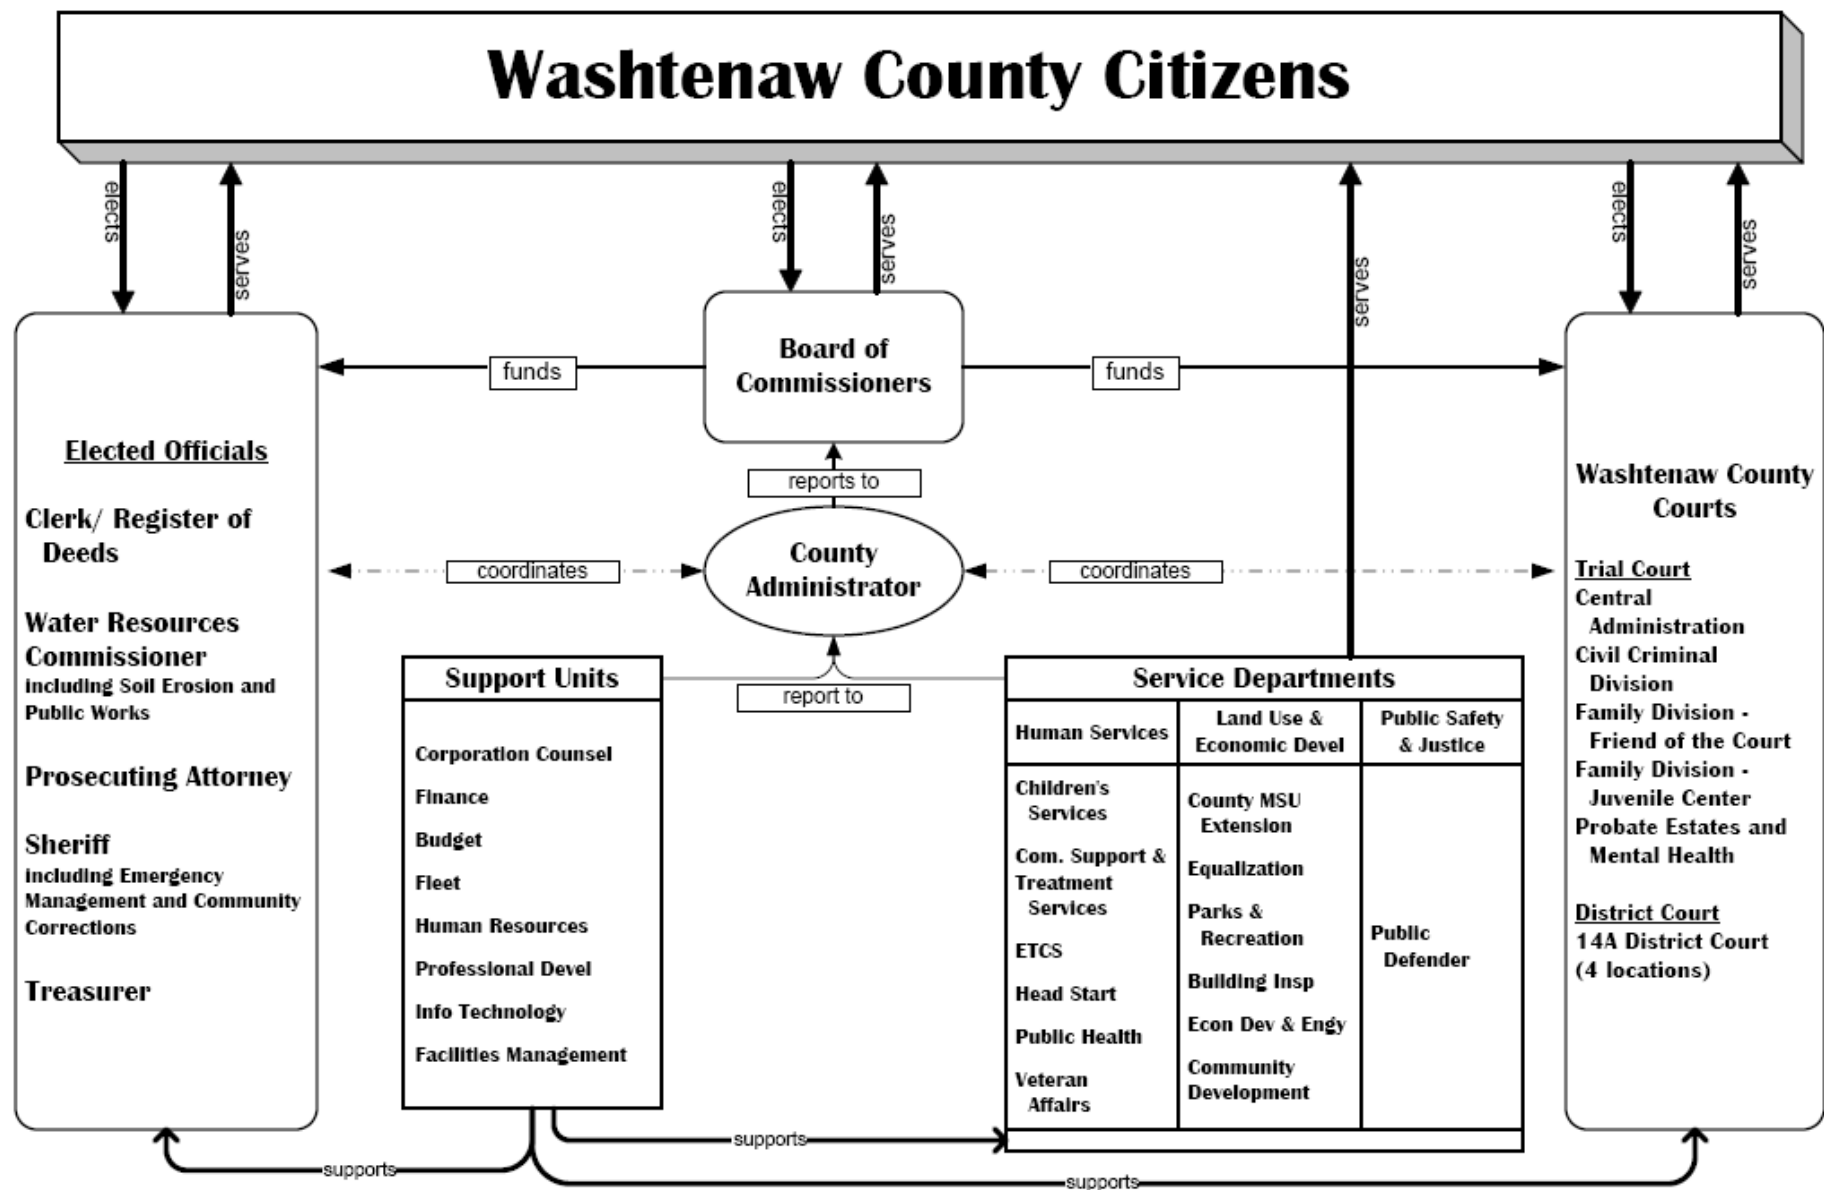 Washtenaw County Citizens
elects
serves
elects
serves
serves
elects
serves
Board of
Commissioners
funds
funds
reports to
County
Administrator
coordinates
coordinates
report to
Elected Officials
Clerk/ Register of
Deeds
Water Resources
Commissioner
including Soil Erosion and
Public Works
Prosecuting Attorney
Sheriff
including Emergency
Management and Community
Corrections
Treasurer
Support Units
Corporation Counsel
Finance
Budget
Fleet
Human Resources
Professional Devel
Info Technology
Facilities Management
Service Departments
Human Services
Children's
Services
Com. Support &
Treatment
Services
ETCS
Head Start
Public Health
Veteran
Affairs
Land Use &
Economic Devel
County MSU
Extension
Equalization
Parks &
Recreation
Building Insp
Econ Dev & Engy
Community
Development
Public Safety
& Justice
Public
Defender
Washtenaw County
Courts
Trial Court
Central
Administration
Civil Criminal
Division
Family Division -
Friend of the Court
Family Division -
Juvenile Center
Probate Estates and
Mental Health
District Court
14A District Court
(4 locations)
supports
supports
supports